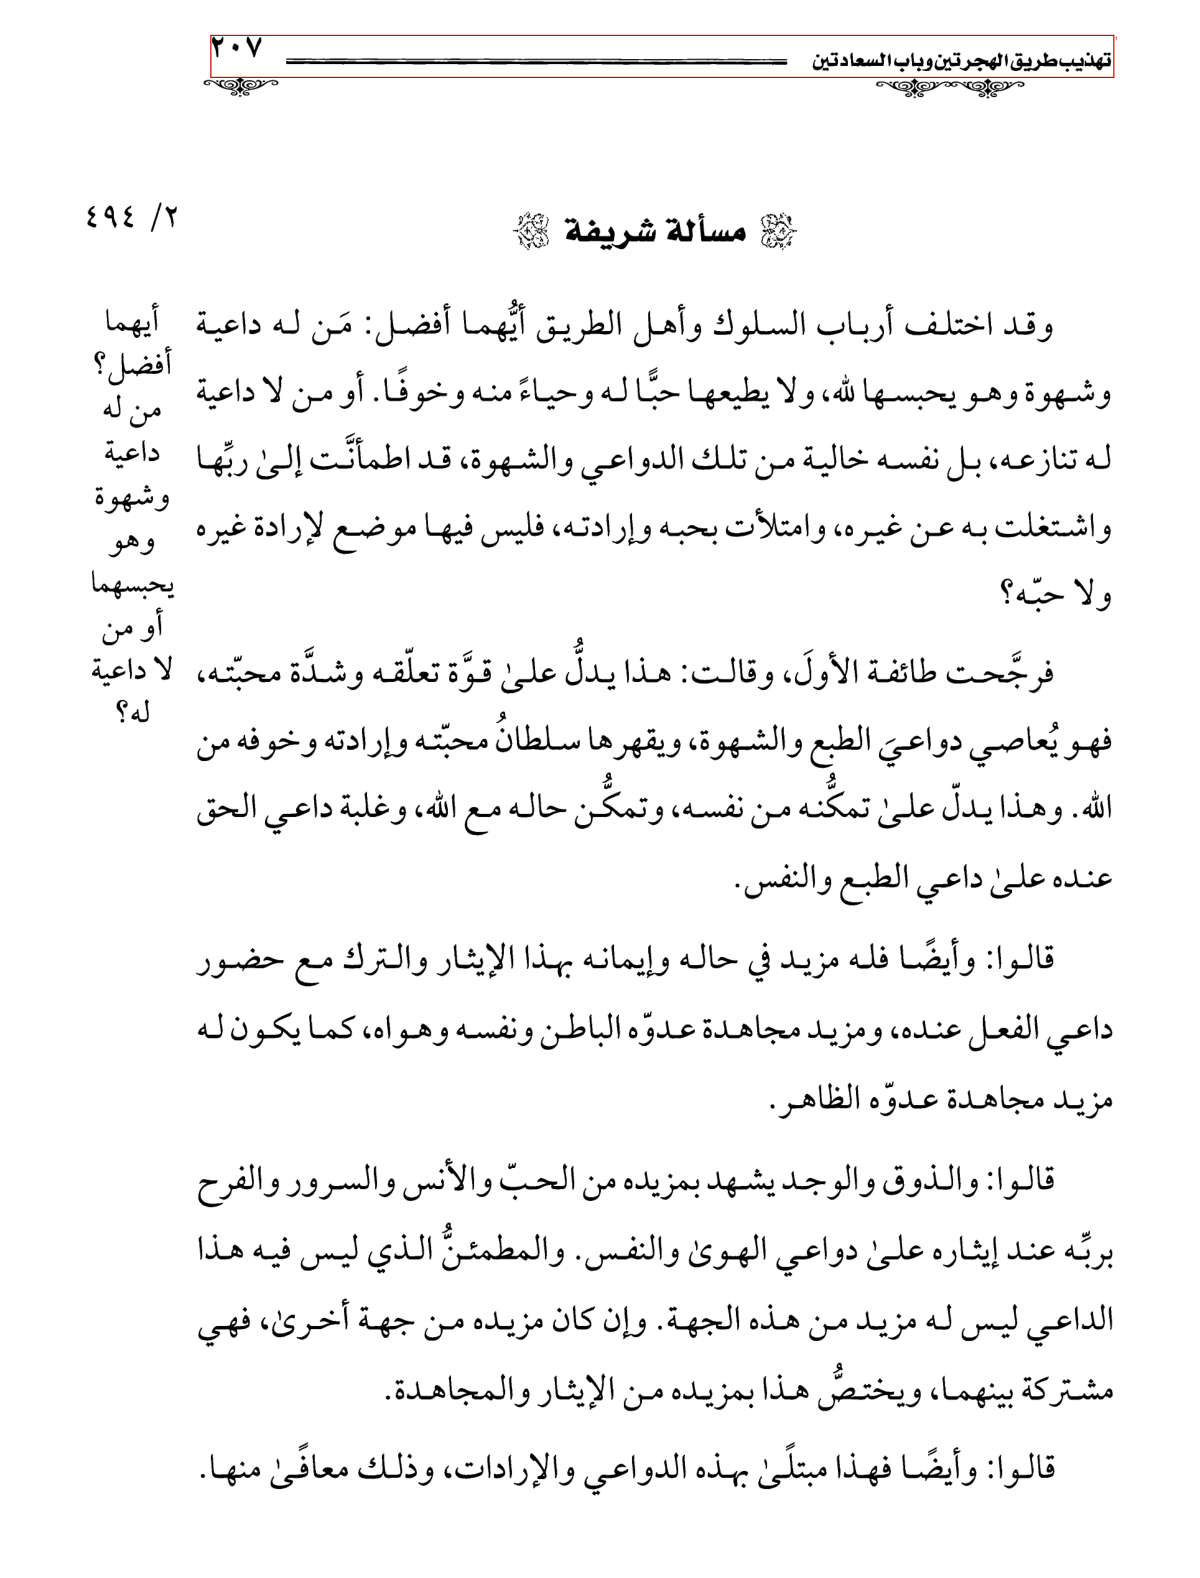 تهذيب طريق الهجرتين وباب السعادتين
٢٠٧
مسألة شريفة
٢/ ٤٩٤
وقد اختلف أرباب السلوك وأهل الطريق أيُّهما أفضل: مَن له داعية
وشهوة وهو يحبسها لله، ولا يطيعها حبًّا له وحياءً منه وخوفًا. أو من لا داعية
له تنازعه، بل نفسه خالية من تلك الدواعي والشهوة، قد اطمأنَّت إلىٰ ربِّها
واشتغلت به عن غيره، وامتلأت بحبه وإرادته، فليس فيها موضع لإرادة غيره
ولا حبّه؟
أيهما
أفضل؟
من له
داعية
وشهوة
وهو
يحبسهما
أو من
لا داعية
له؟
فرجَّحت طائفة الأولَ، وقالت: هذا يدلُّ علىٰ قوَّة تعلّقه وشدَّة محبّته،
فهو يُعاصي دواعيَ الطبع والشهوة، ويقهرها سلطانُ محبّته وإرادته وخوفه من
الله. وهذا يدلّ علىٰ تمكُّنه من نفسه، وتمكُّن حاله مع الله، وغلبة داعي الحق
عنده علىٰ داعي الطبع والنفس.
قالوا: وأيضًا فله مزيد في حاله وإيمانه بهذا الإيثار والترك مع حضور
داعي الفعل عنده، ومزيد مجاهدة عدوّه الباطن ونفسه وهواه، كما يكون له
مزيد مجاهدة عدوّه الظاهر.
قالوا: والذوق والوجد يشهد بمزيده من الحبّ والأنس والسرور والفرح
بربِّه عند إيثاره علىٰ دواعي الهوىٰ والنفس. والمطمئنُّ الذي ليس فيه هذا
الداعي ليس له مزيد من هذه الجهة. وإن كان مزيده من جهة أخرىٰ، فهي
مشتركة بينهما، ويختصُّ هذا بمزيده من الإيثار والمجاهدة.
قالوا: وأيضًا فهذا مبتلًىٰ بهذه الدواعي والإرادات، وذلك معافًىٰ منها.